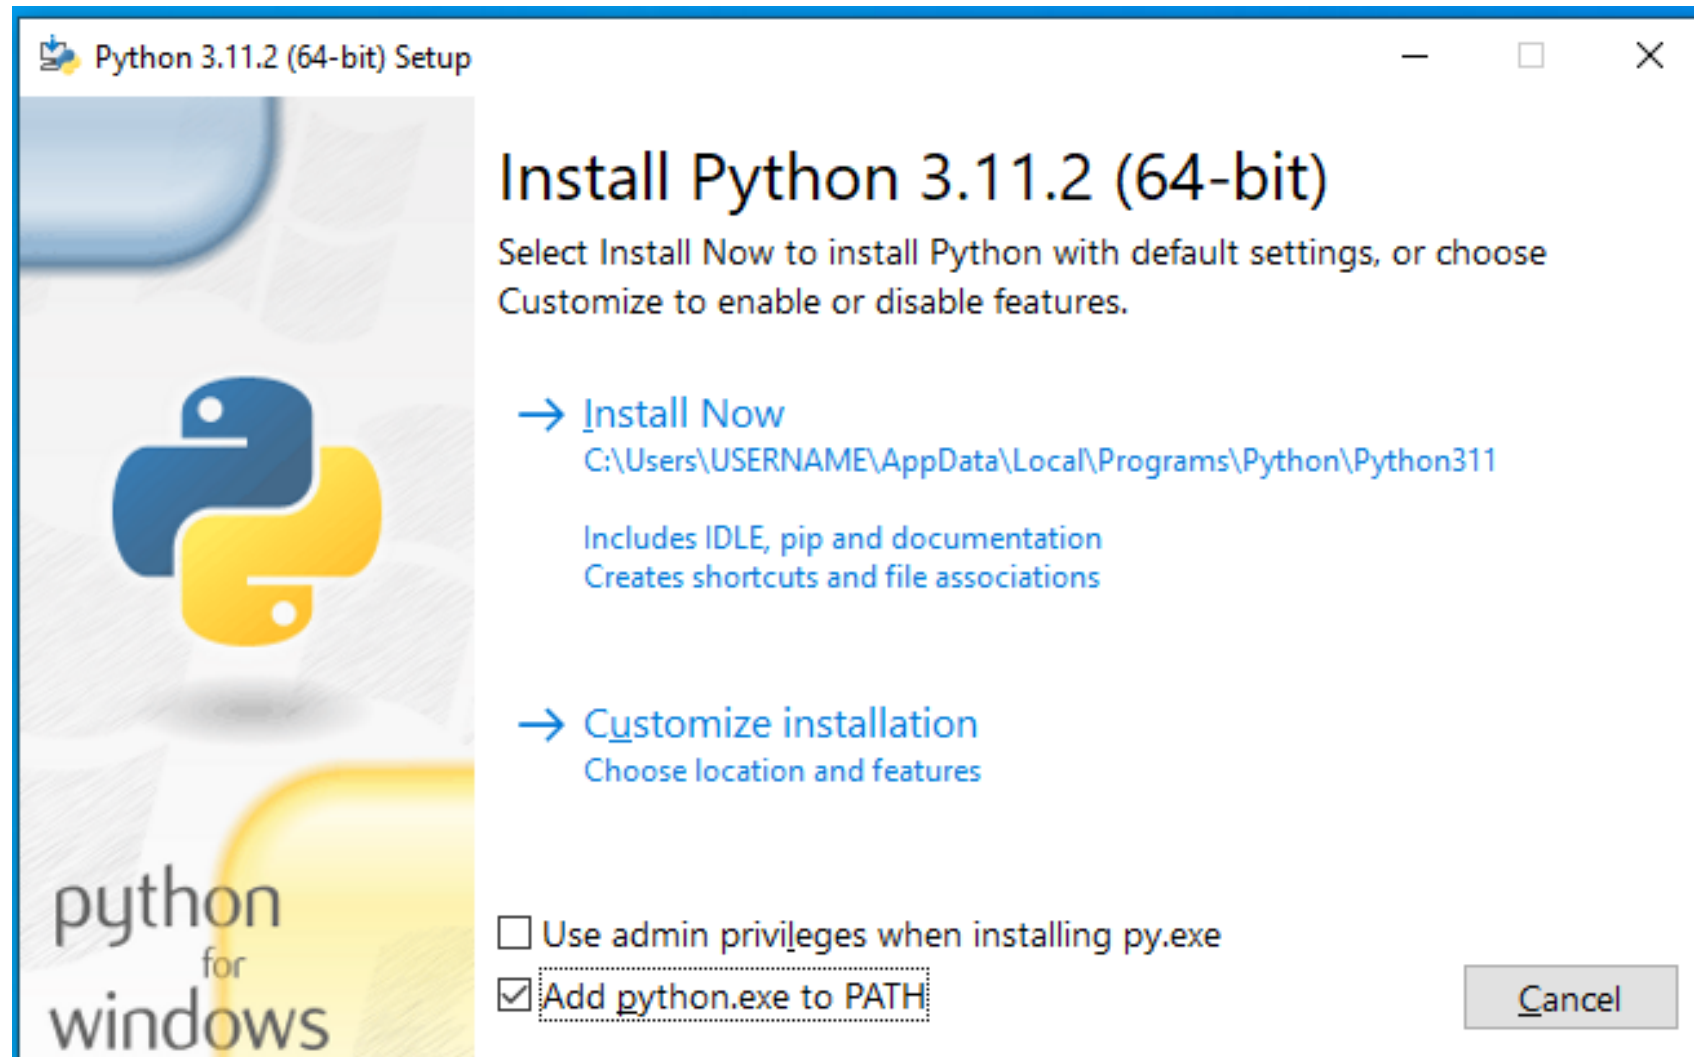 Python 3.11.2 (64-bit) Setup
Install Python 3.11.2 (64-bit)
Select Install Now to install Python with default settings, or choose
Customize to enable or disable features.
Install Now
C:\Users\USERNAME\AppData\Local\Programs\Python\Python311
Includes IDLE, pip and documentation
Creates shortcuts and file associations
Customize installation
Choose location and features
python
for
windows
Use admin privileges when installing py.exe
Add python.exe to PATH
Cancel